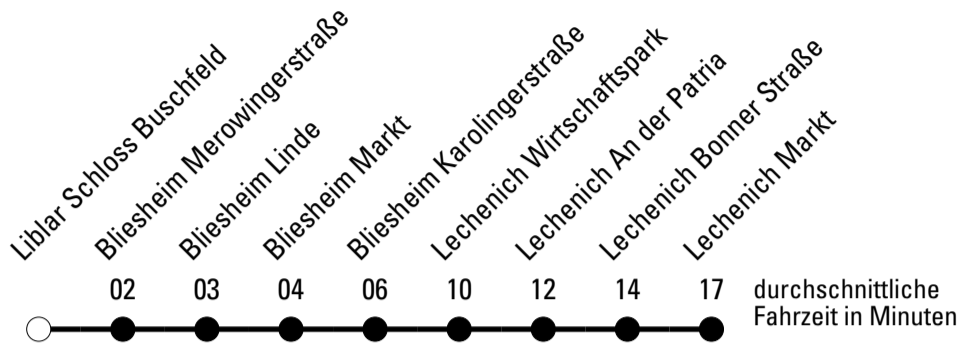 Liblar Schloss Buschfeld
Bliesheim Merowingerstraße
Bliesheim Linde
Bliesheim Markt
Bliesheim Karolingerstraße
Lechenich Wirtschaftspark
Lechenich An der Patria
Lechenich Bonner Straße
Lechenich Markt
02 03 04 06 10 12 14 17
durchschnittliche
Fahrzeit in Minuten